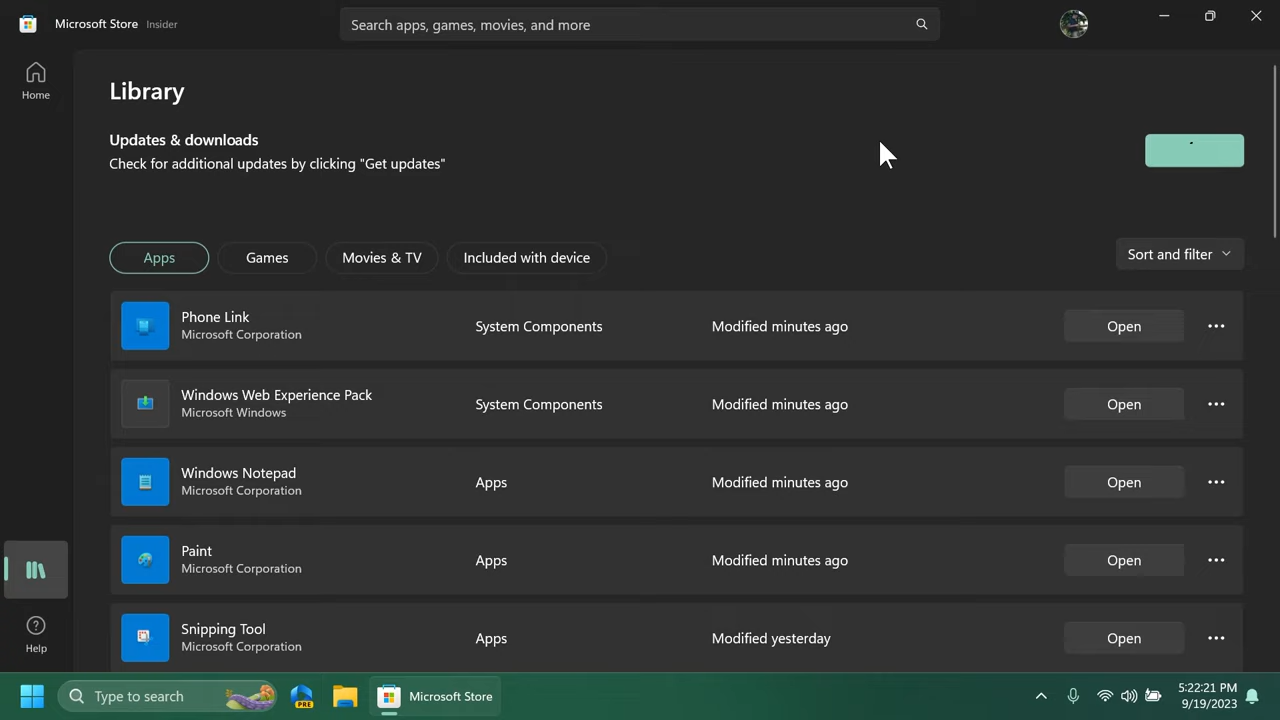 Microsoft Store Insider
Search apps, games, movies, and more
Home
Library
Updates & downloads
Check for additional updates by clicking "Get updates"
Apps
Games
Movies & TV
Included with device
Sort and filter
Phone Link
Microsoft Corporation
System Components
Modified minutes ago
Open
Windows Web Experience Pack
Microsoft Windows
System Components
Modified minutes ago
Open
Windows Notepad
Microsoft Corporation
Apps
Modified minutes ago
Open
Paint
Microsoft Corporation
Apps
Modified minutes ago
Open
Snipping Tool
Microsoft Corporation
Apps
Modified yesterday
Open
Help
Type to search
PRE
Microsoft Store
5:22:21 PM
9/19/2023